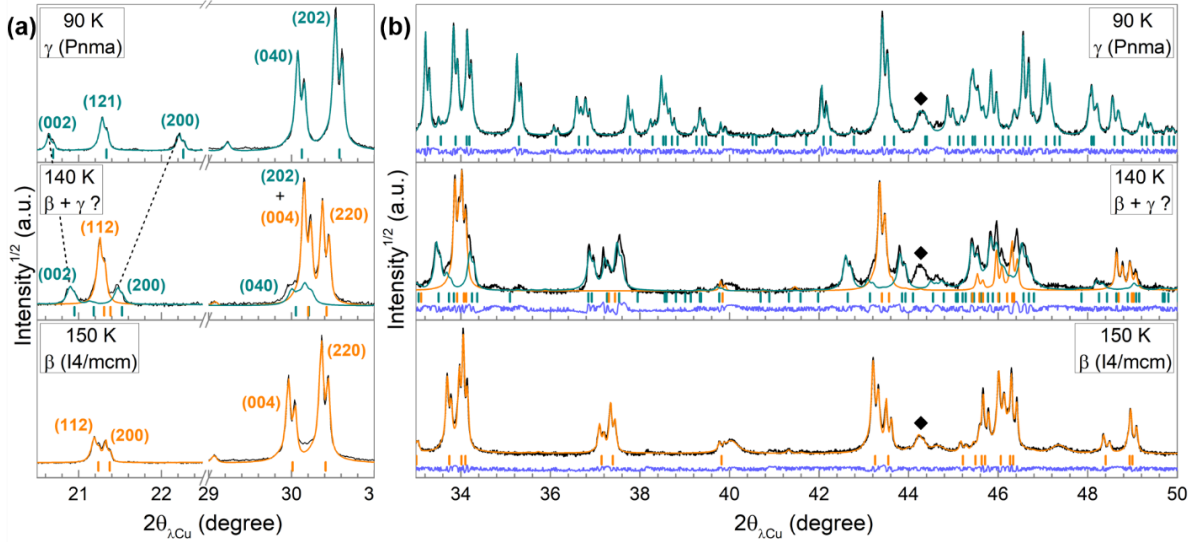 (a)
90 K
γ (Pnma)
(002)
(121)
(200)
(040)
(202)
140 K
β + γ ?
(002)
(112)
(200)
(040)
(202)
+
(004)
(220)
150 K
β (I4/mcm)
(112)
(200)
(004)
(220)
Intensity1/2 (a.u.)
21
22
29
30
3
2θλCu (degree)
(b)
90 K
γ (Pnma)
140 K
β + γ ?
150 K
β (I4/mcm)
Intensity1/2 (a.u.)
34
36
38
40
42
44
46
48
50
2θλCu (degree)